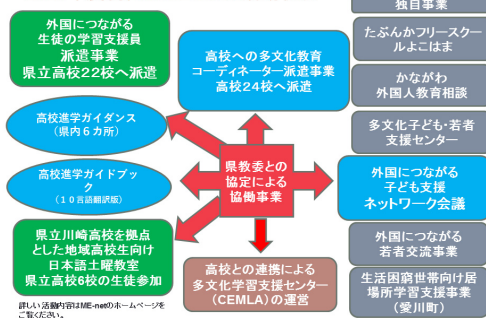 独自事業
外国につながる
生徒の学習支援員
派遣事業
県立高校22校へ派遣
高校への多文化教育
コーディネーター派遣事業
高校24校へ派遣
たぶんかフリースクー
ルよこはま
かながわ
外国人教育相談
高校進学ガイダンス
（県内６カ所）
多文化子ども・若者
支援センター
県教委との
協定による
協働事業
高校進学ガイドブッ
ク
（１０言語翻訳版）
外国につながる
子ども支援
ネットワーク会議
県立川崎高校を拠点
とした地域高校生向け
日本語土曜教室
県立高校6校の生徒参加
外国につながる
若者交流事業
高校との連携による
多文化学習支援センター
（CEMLA）の運営
生活困窮世帯向け居
場所学習支援事業
（愛川町）
詳しい活動内容はME-netのホームページを
ご覧ください。